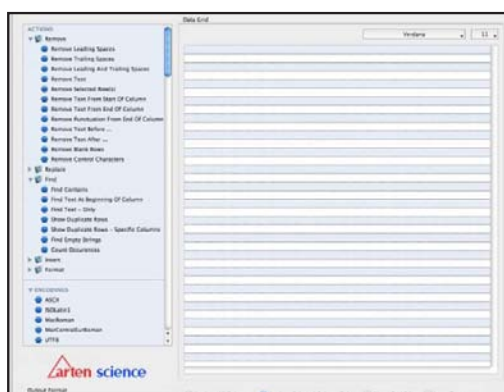 Data Grid
Verdana 11
ACTIONS
Remove
Remove Leading Spaces
Remove Trailing Spaces
Remove Leading And Trailing Spaces
Remove Text
Remove Selected Row(s)
Remove Text From Start Of Column
Remove Text From End Of Column
Remove Punctuation From End Of Column
Remove Text Before ...
Remove Text After ...
Remove Blank Rows
Remove Control Characters
Replace
Find
Find Contains
Find Text As Beginning Of Column
Find Text - Only
Show Duplicate Rows
Show Duplicate Rows - Specific Columns
Find Empty Strings
Count Occurences
Insert
Format
ENCODINGS
ASCII
ISOLatin1
MacRoman
MacCentralEurRoman
UTF8
arten science
Output Format